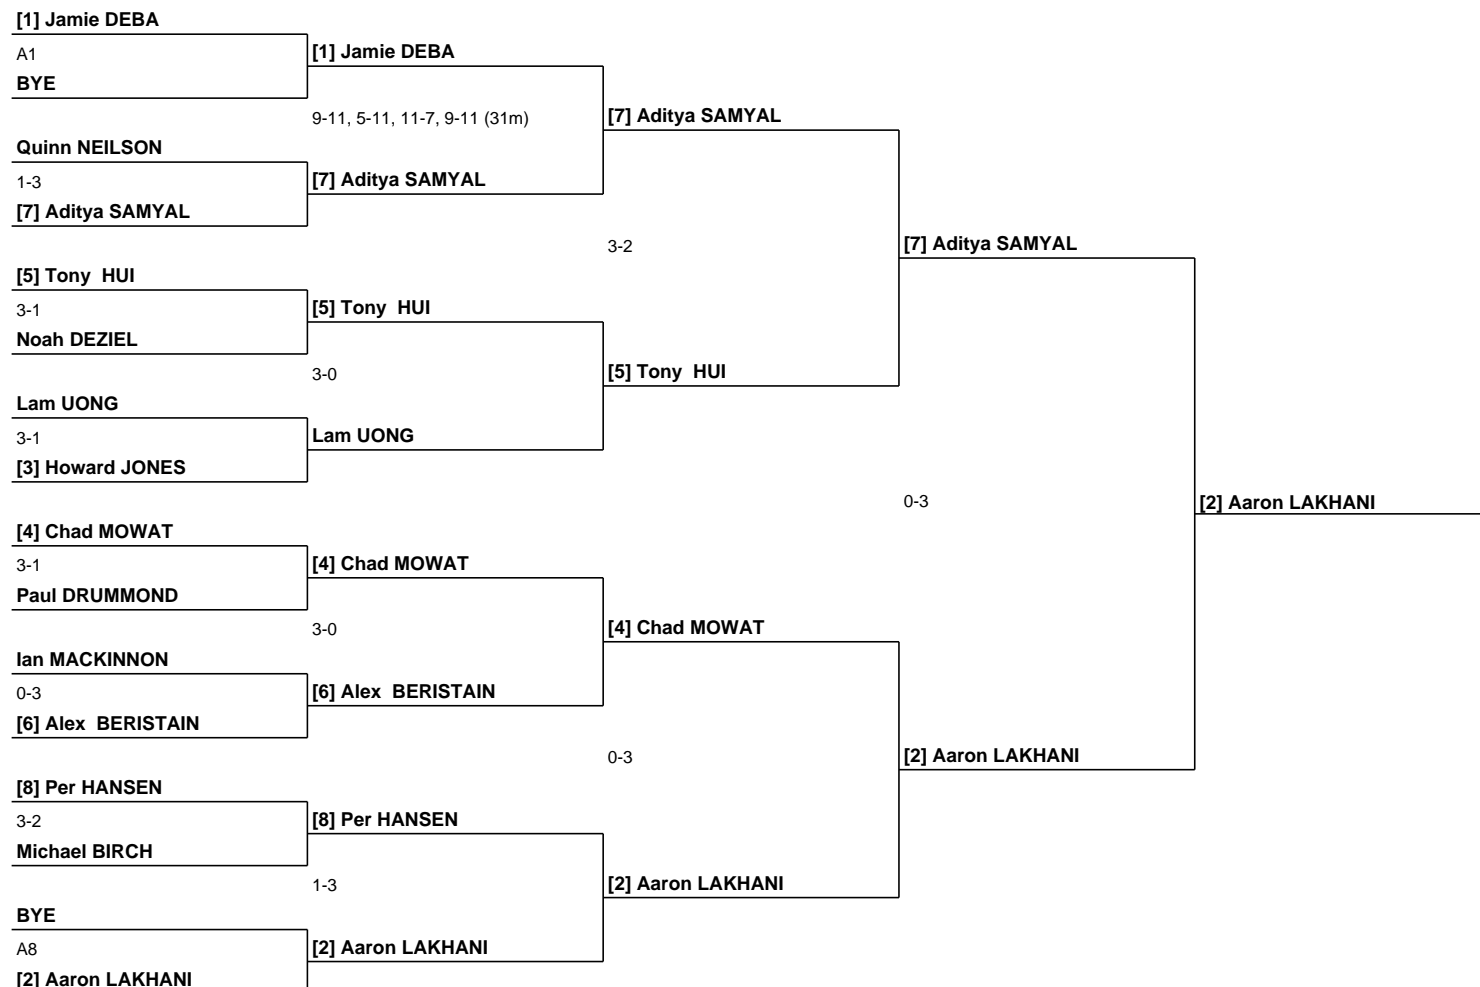 [1] Jamie DEBA
A1
BYE
Quinn NEILSON
1-3
[7] Aditya SAMYAL
[5] Tony  HUI
3-1
Noah DEZIEL
Lam UONG
3-1
[3] Howard JONES
[4] Chad MOWAT
3-1
Paul DRUMMOND
Ian MACKINNON
0-3
[6] Alex  BERISTAIN
[8] Per HANSEN
3-2
Michael BIRCH
BYE
A8
[2] Aaron LAKHANI
[1] Jamie DEBA
9-11, 5-11, 11-7, 9-11 (31m)
[7] Aditya SAMYAL
[5] Tony  HUI
3-0
Lam UONG
[4] Chad MOWAT
3-0
[6] Alex  BERISTAIN
[8] Per HANSEN
1-3
[2] Aaron LAKHANI
[7] Aditya SAMYAL
3-2
[5] Tony  HUI
[4] Chad MOWAT
0-3
[2] Aaron LAKHANI
[7] Aditya SAMYAL
0-3
[2] Aaron LAKHANI
[2] Aaron LAKHANI